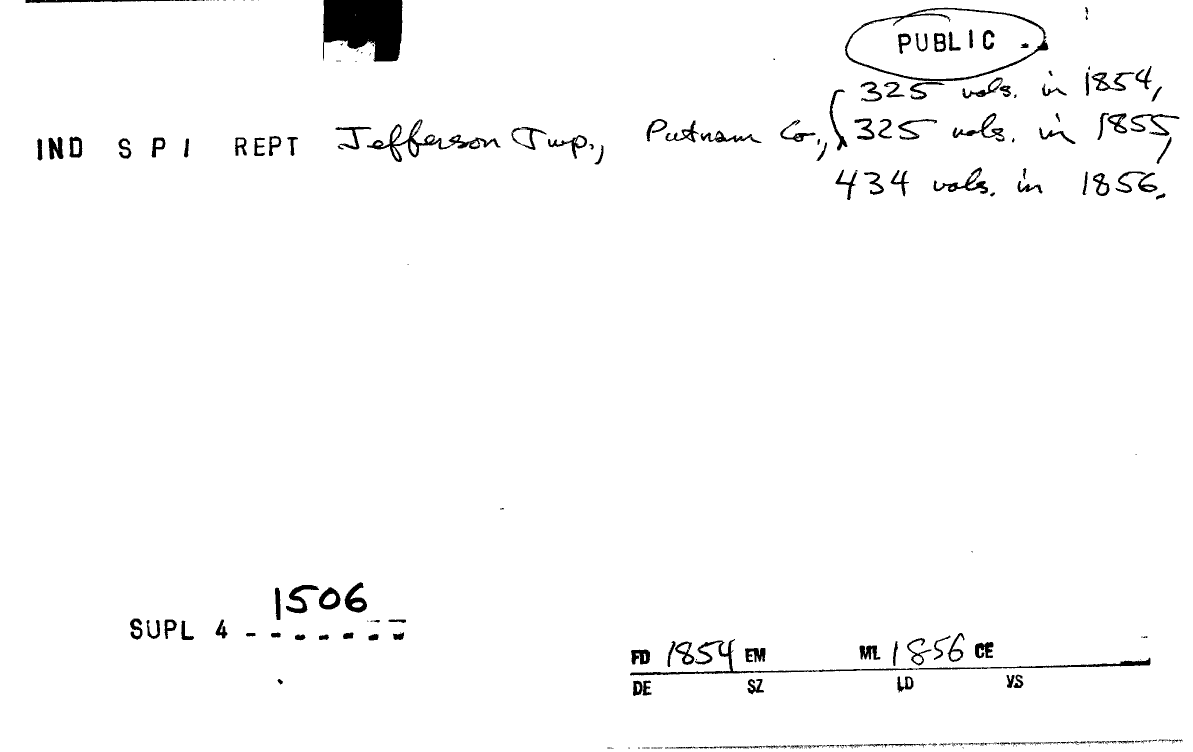 PUBLIC
325 vols. in 1854,
IND S P I REPT Jefferson Twp., Putnam Co., 325 vols. in 1855,
434 vols. in 1856.
1506
SUPL 4 - - - - - - -
FD 1854 EM ML 1856 CE
DE SZ LD VS